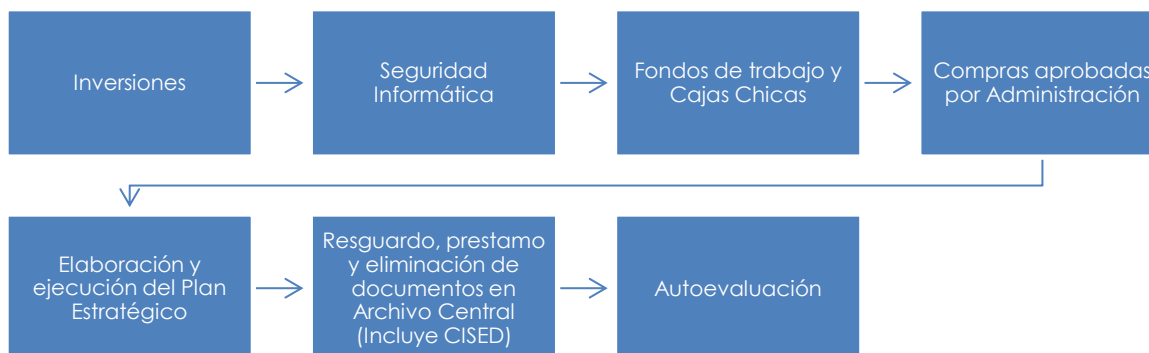 Inversiones
Seguridad
Informática
Fondos de trabajo y
Cajas Chicas
Compras aprobadas
por Administración
Elaboración y
ejecución del Plan
Estratégico
Resguardo, prestamo
y eliminación de
documentos en
Archivo Central
(Incluye CISED)
Autoevaluación